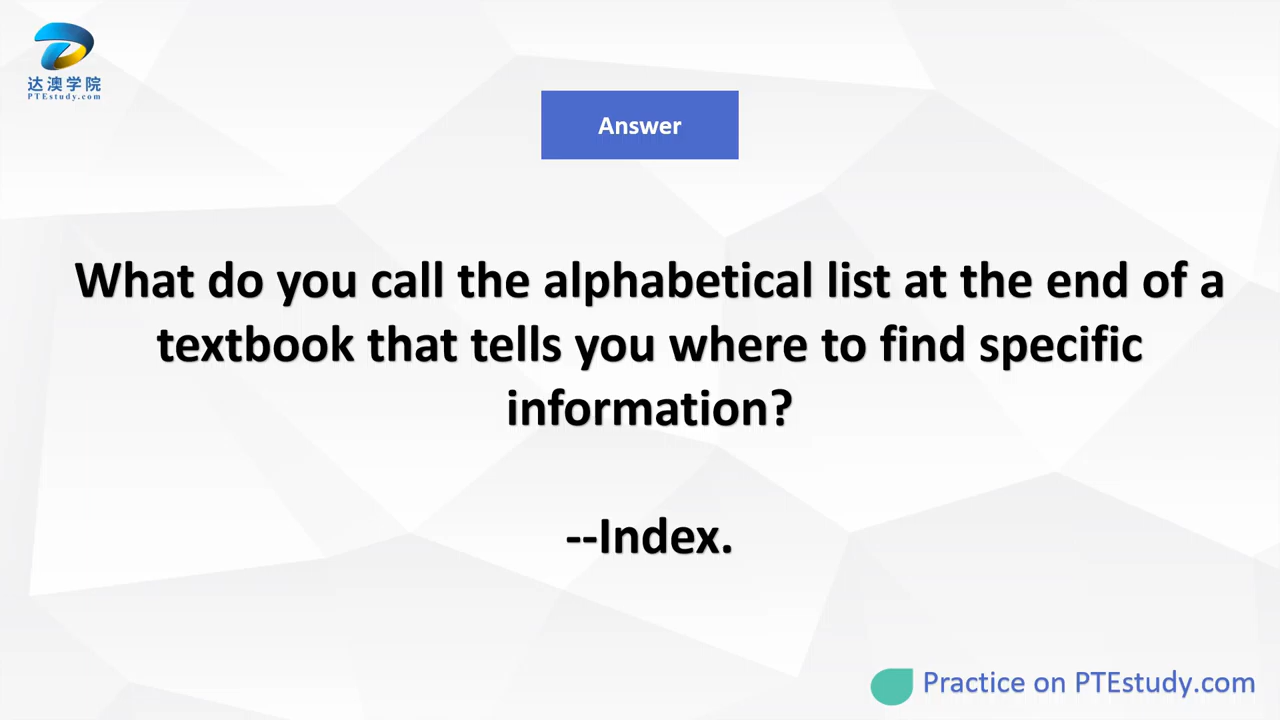 达澳学院
PTEstudy.com
Answer
What do you call the alphabetical list at the end of a
textbook that tells you where to find specific
information?
--Index.
Practice on PTEstudy.com